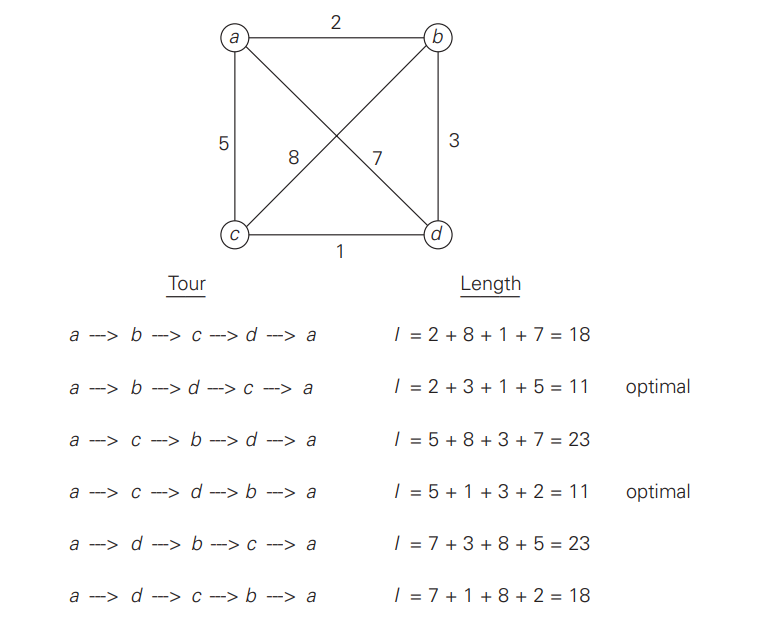 2
a b
5 8 7 3
c d
1
Tour Length
a ---> b ---> c ---> d ---> a l = 2 + 8 + 1 + 7 = 18
a ---> b ---> d ---> c ---> a l = 2 + 3 + 1 + 5 = 11 optimal
a ---> c ---> b ---> d ---> a l = 5 + 8 + 3 + 7 = 23
a ---> c ---> d ---> b ---> a l = 5 + 1 + 3 + 2 = 11 optimal
a ---> d ---> b ---> c ---> a l = 7 + 3 + 8 + 5 = 23
a ---> d ---> c ---> b ---> a l = 7 + 1 + 8 + 2 = 18